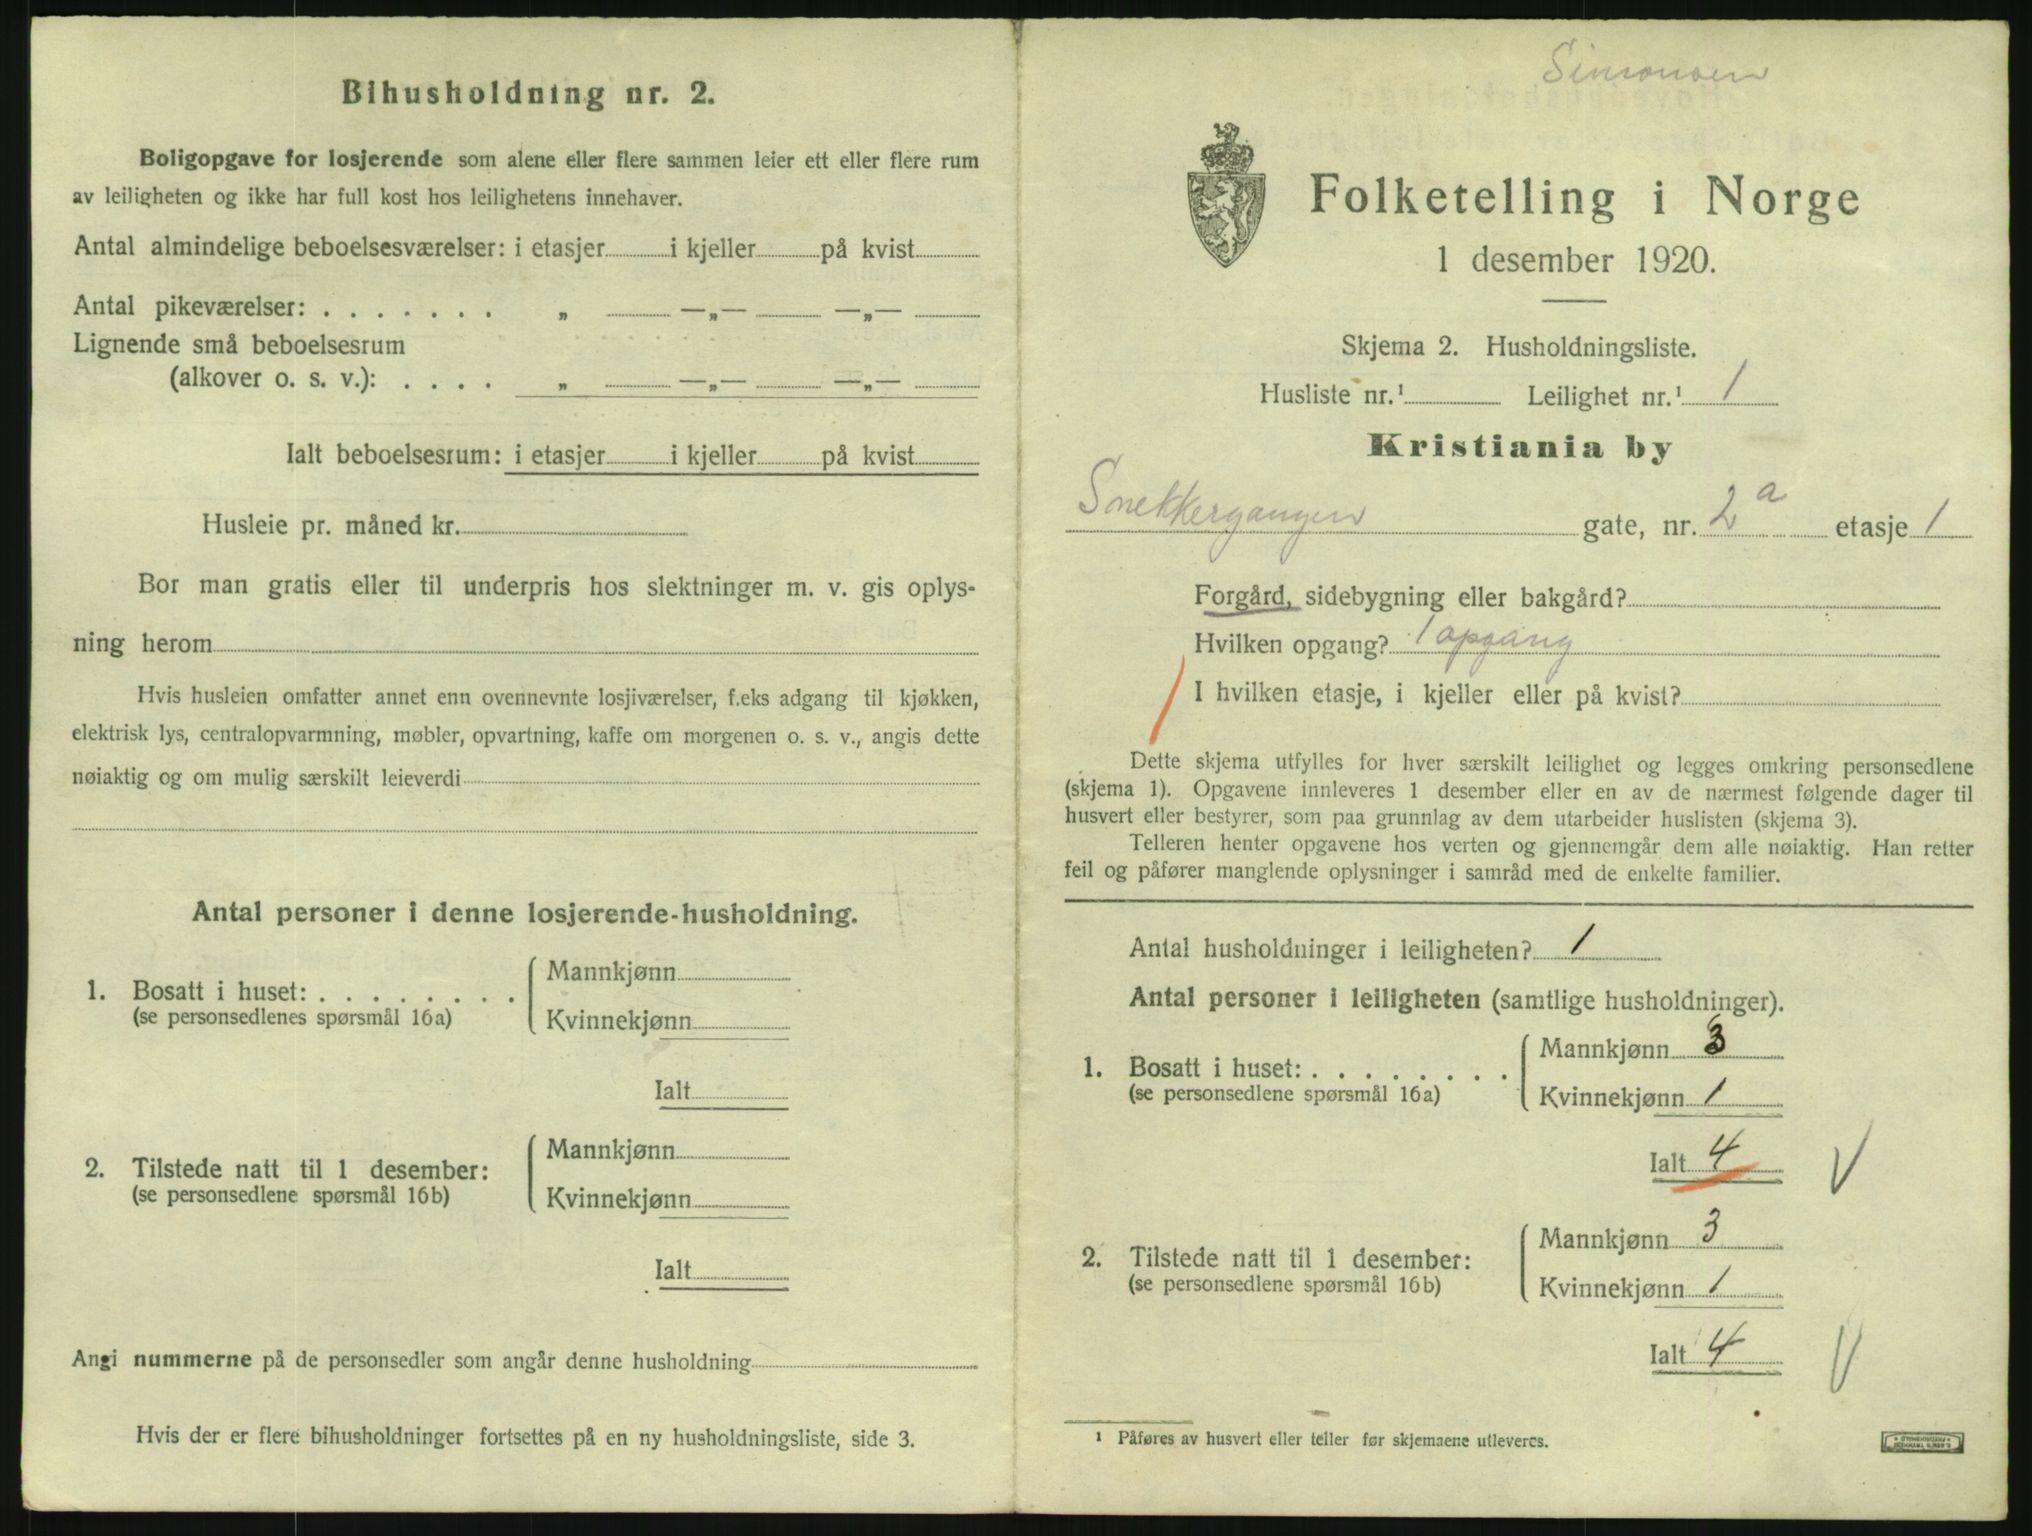 Bihusholdning nr. 2.
Boligopgave for losjerende som alene eller flere sammen leier ett eller flere rum
av leiligheten og ikke har full kost hos leilighetens innehaver.
Antal almindelige beboelsesværelser: i etasjer i kjeller på kvist
Antal pikeværelser: . . . . . . . „ —„— —„—
Lignende små beboelsesrum
(alkover o. s. v.): . . . . „ —„— —„—
Ialt beboelsesrum: i etasjer i kjeller på kvist
Husleie pr. måned kr.
Bor man gratis eller til underpris hos slektninger m. v. gis oplys-
ning herom
Hvis husleien omfatter annet enn ovennevnte losjiværelser, f.eks adgang til kjøkken,
elektrisk lys, centralopvarmning, møbler, opvartning, kaffe om morgenen o. s. v., angis dette
nøiaktig og om mulig særskilt leieverdi
Antal personer i denne losjerende-husholdning.
1. Bosatt i huset: . . . . . . . .
(se personsedlenes spørsmål 16a)
Mannkjønn
Kvinnekjønn
Ialt
2. Tilstede natt til 1 desember:
(se personsedlene spørsmål 16b)
Mannkjønn
Kvinnekjønn
Ialt
Angi nummerne på de personsedler som angår denne husholdning
Hvis der er flere bihusholdninger fortsettes på en ny husholdningsliste, side 3.
Simonsen
Folketelling i Norge
1 desember 1920.
Skjema 2. Husholdningsliste.
Husliste nr.¹ Leilighet nr.¹ 1
Kristiania by
Snekkergangen gate, nr. 2a etasje 1
Forgård, sidebygning eller bakgård?
Hvilken opgang? 1 opgang
I hvilken etasje, i kjeller eller på kvist?
Dette skjema utfylles for hver særskilt leilighet og legges omkring personsedlene
(skjema 1). Opgavene innleveres 1 desember eller en av de nærmest følgende dager til
husvert eller bestyrer, som paa grunnlag av dem utarbeider huslisten (skjema 3).
Telleren henter opgavene hos verten og gjennemgår dem alle nøiaktig. Han retter
feil og påfører manglende oplysninger i samråd med de enkelte familier.
Antal husholdninger i leiligheten? 1
Antal personer i leiligheten (samtlige husholdninger).
1. Bosatt i huset: . . . . . . . .
(se personsedlene spørsmål 16a)
Mannkjønn 3
Kvinnekjønn 1
Ialt 4
2. Tilstede natt til 1 desember:
(se personsedlene spørsmål 16b)
Mannkjønn 3
Kvinnekjønn 1
Ialt 4
¹ Påføres av husvert eller teller før skjemaene utleveres.